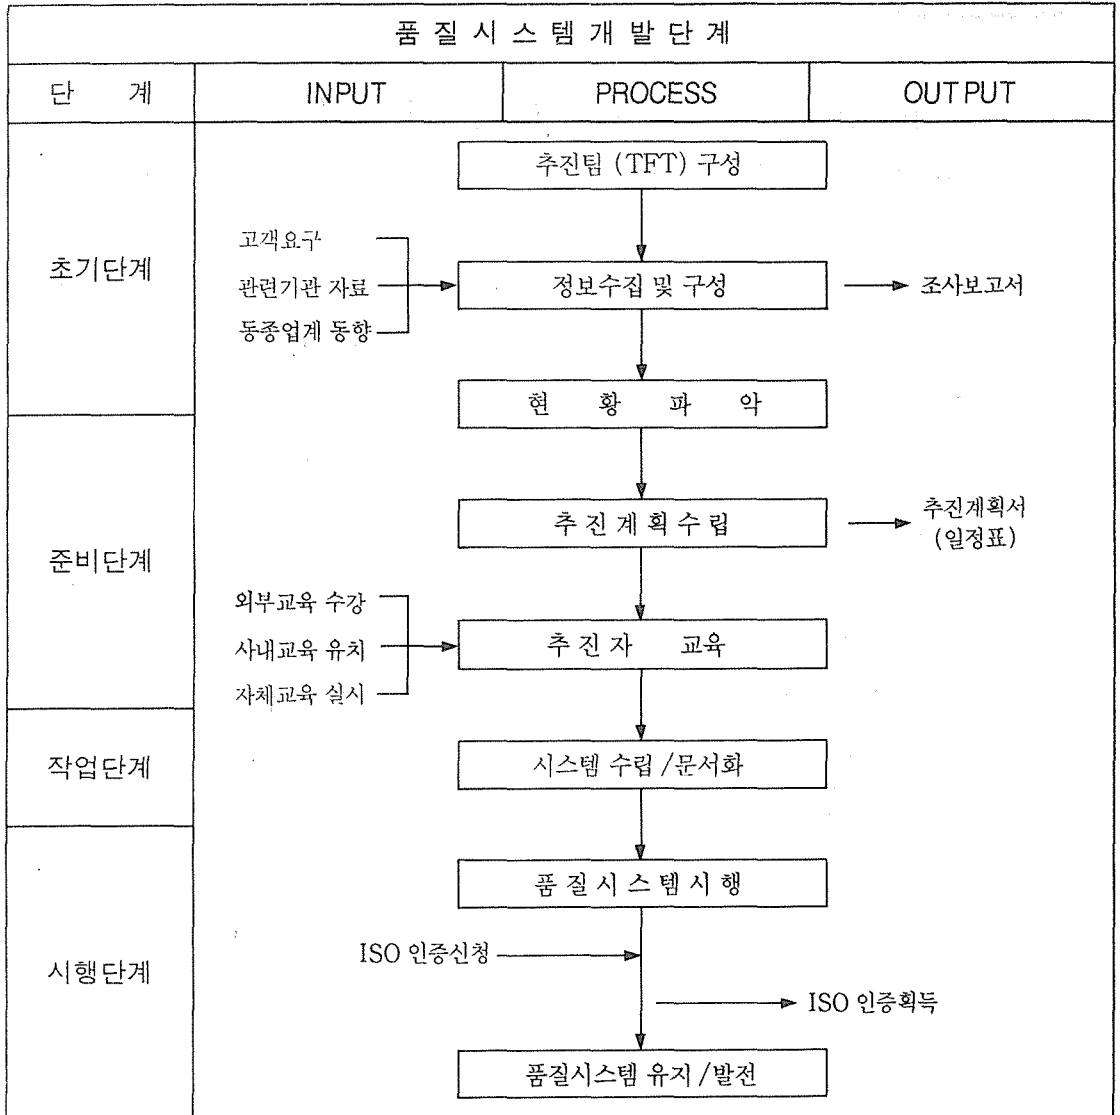 품 질 시 스 템 개 발 단 계
단 계 INPUT PROCESS OUTPUT
추진팀 (TFT) 구성
초기단계
고객요구
관련기관 자료
동종업계 동향
정보수집 및 구성
조사보고서
현 황 파 악
준비단계
추 진 계 획 수 립
추진계획서
(일정표)
외부교육 수강
사내교육 유치
자체교육 실시
추 진 자 교육
작업단계
시스템 수립 /문서화
시행단계
품 질 시 스 템 시 행
ISO 인증신청
ISO 인증획득
품질시스템 유지 /발전